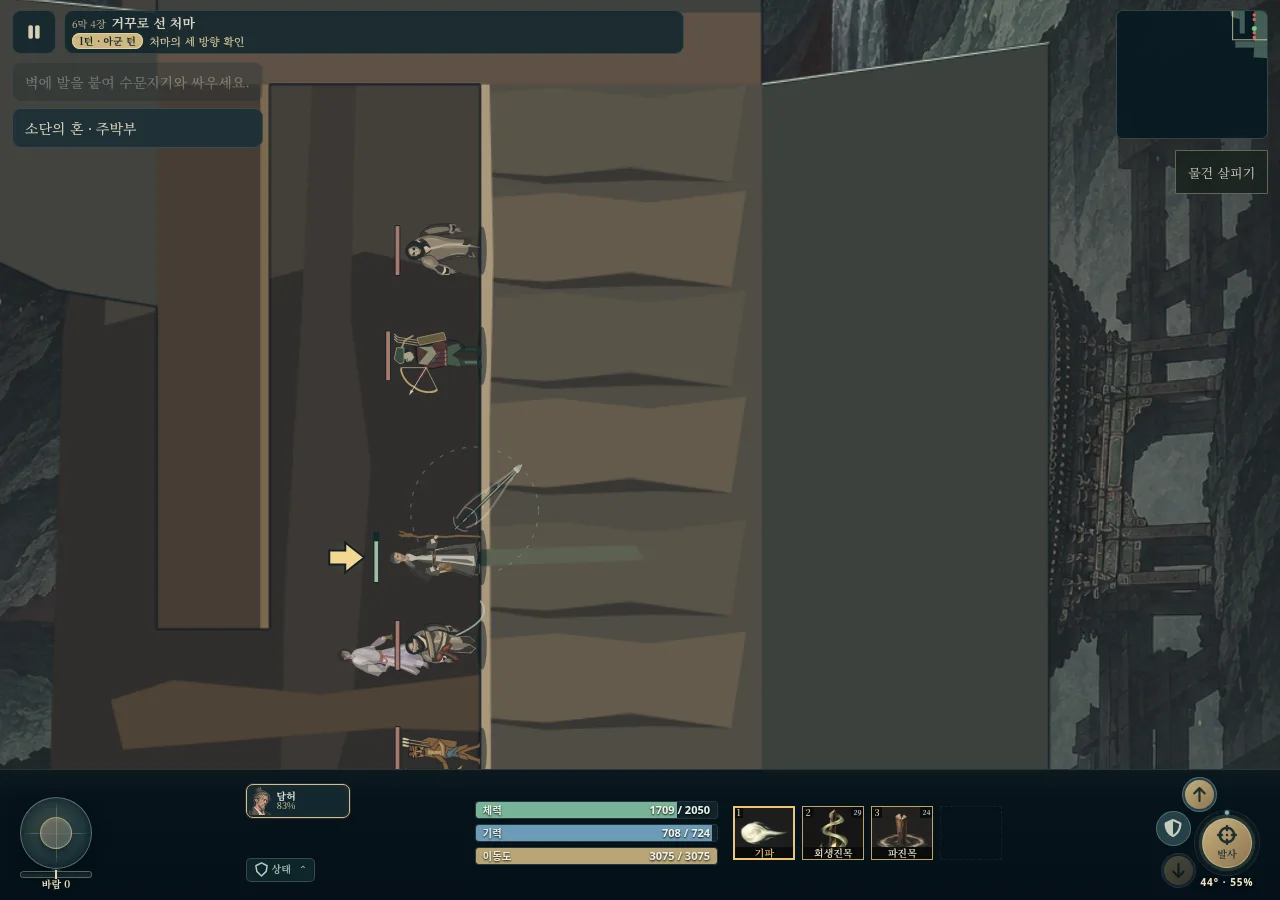 6막 4장 거꾸로 선 처마
1턴 · 아군 턴 처마의 세 방향 확인
벽에 발을 붙여 수문지기와 싸우세요.
소단의 혼 · 주박부
물건 살피기
담허
83%
상태
바람 0
체력 1709 / 2050
기력 708 / 724
이동도 3075 / 3075
1 기파
2 29 회생진목
3 24 파진목
발사
44° · 55%